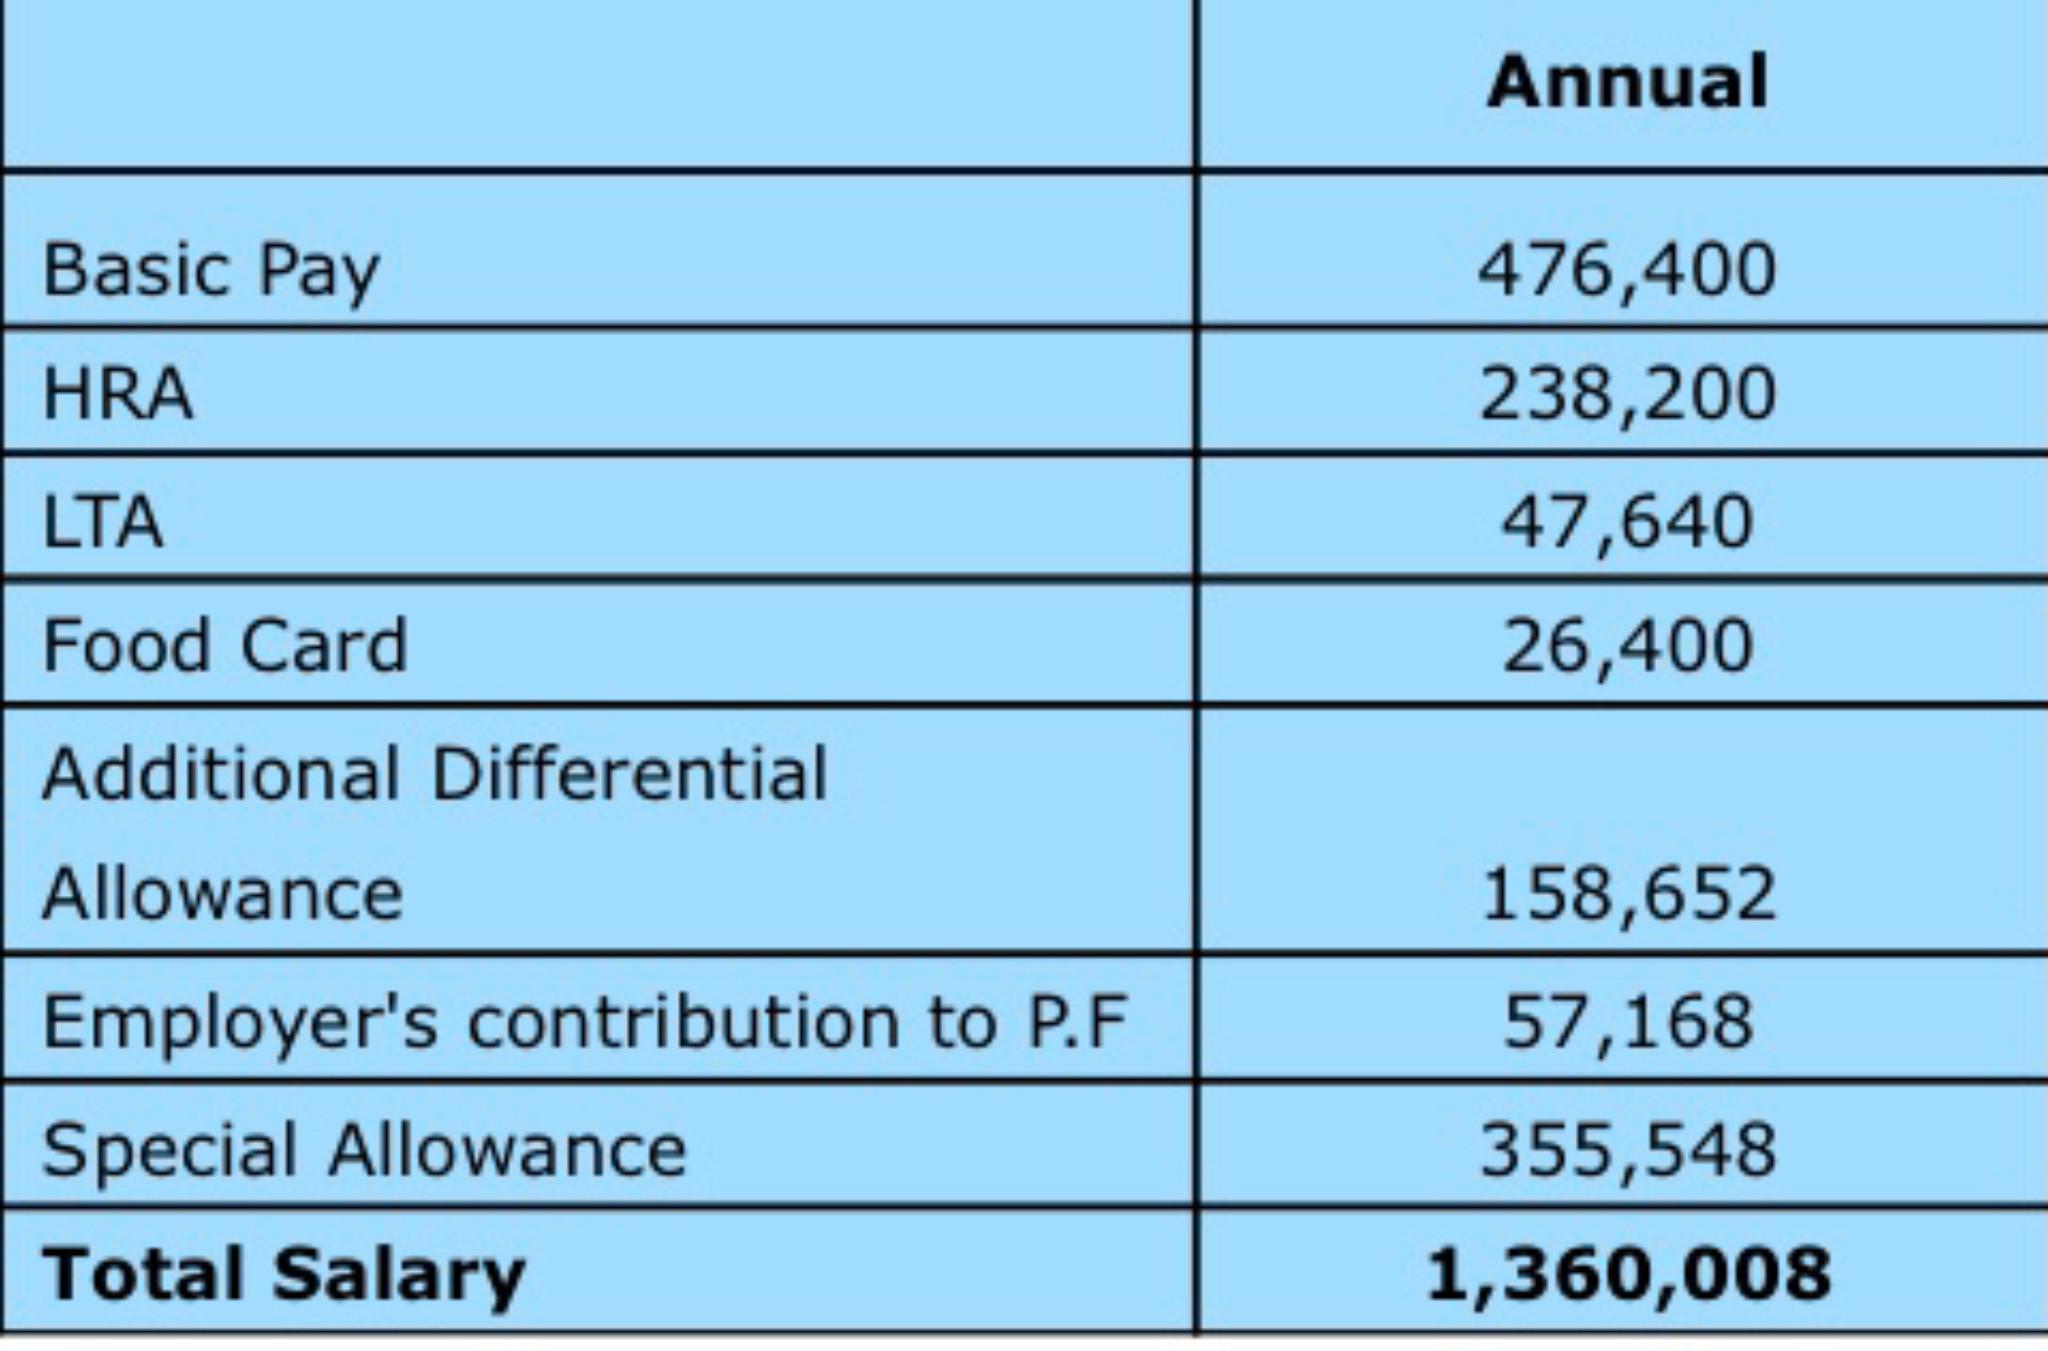 Annual
Basic Pay 476,400
HRA 238,200
LTA 47,640
Food Card 26,400
Additional Differential
Allowance 158,652
Employer's contribution to P.F 57,168
Special Allowance 355,548
Total Salary 1,360,008